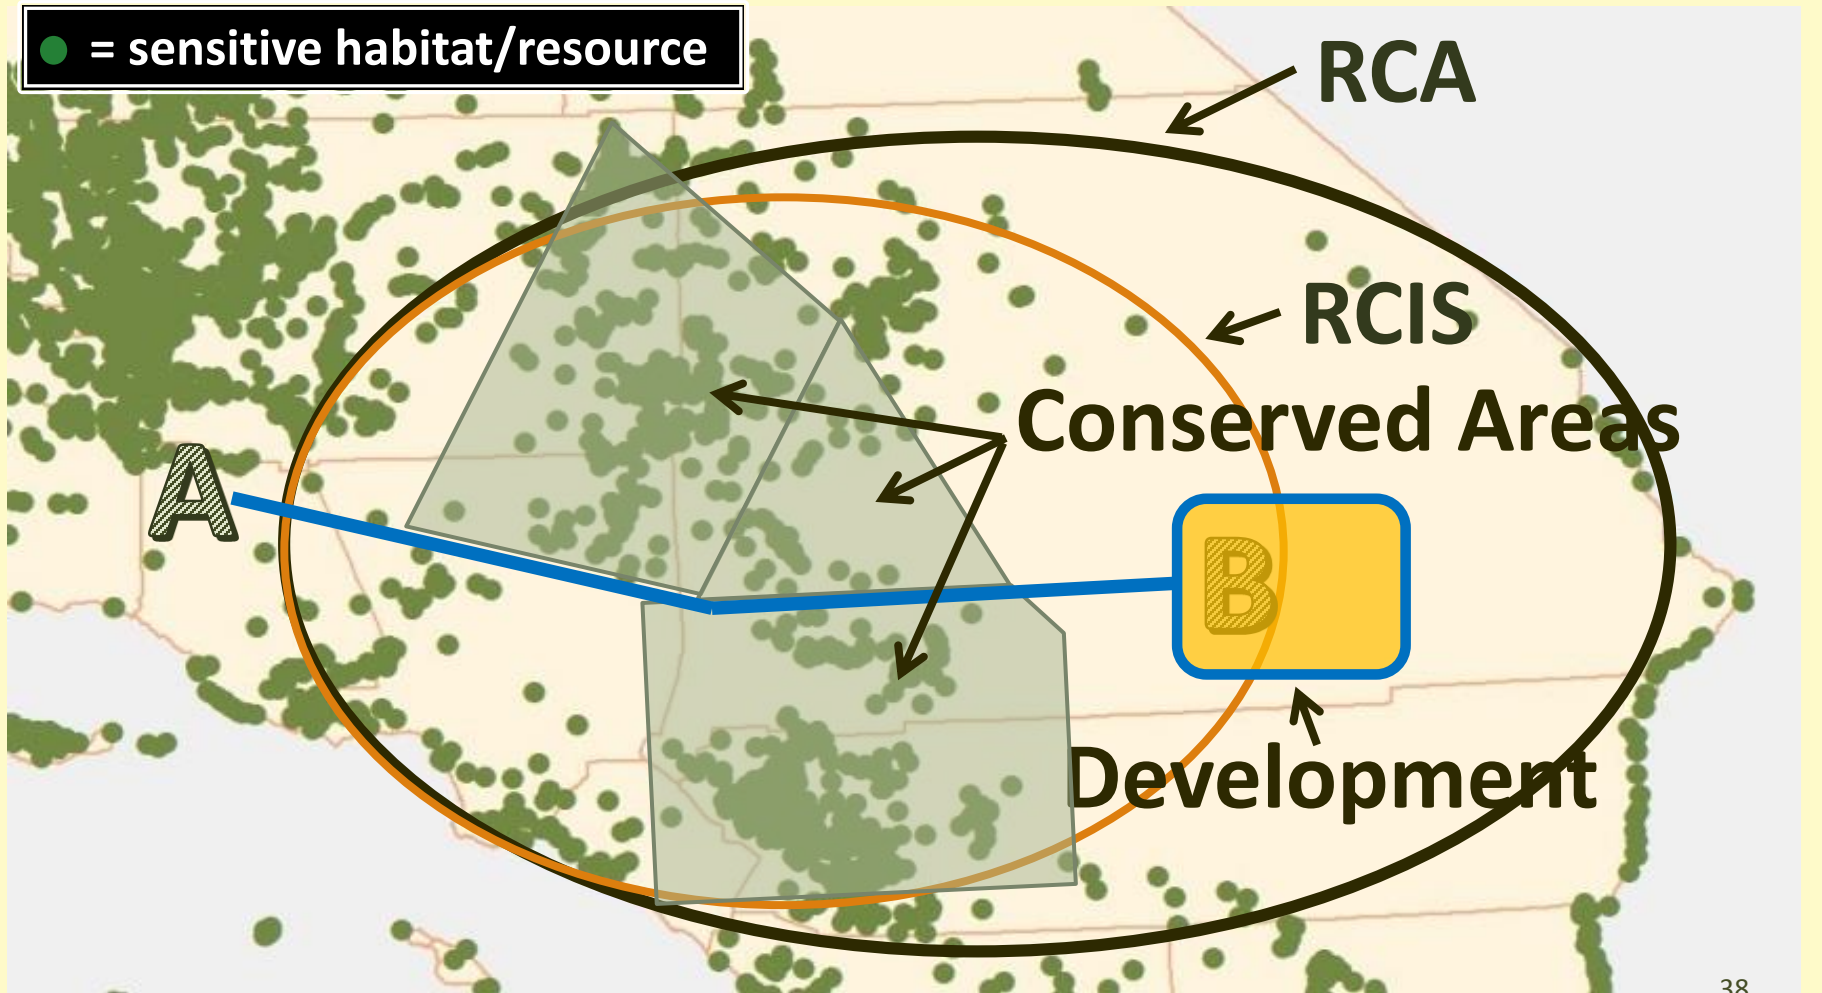 = sensitive habitat/resource
RCA
RCIS
Conserved Areas
A
B
Development
38